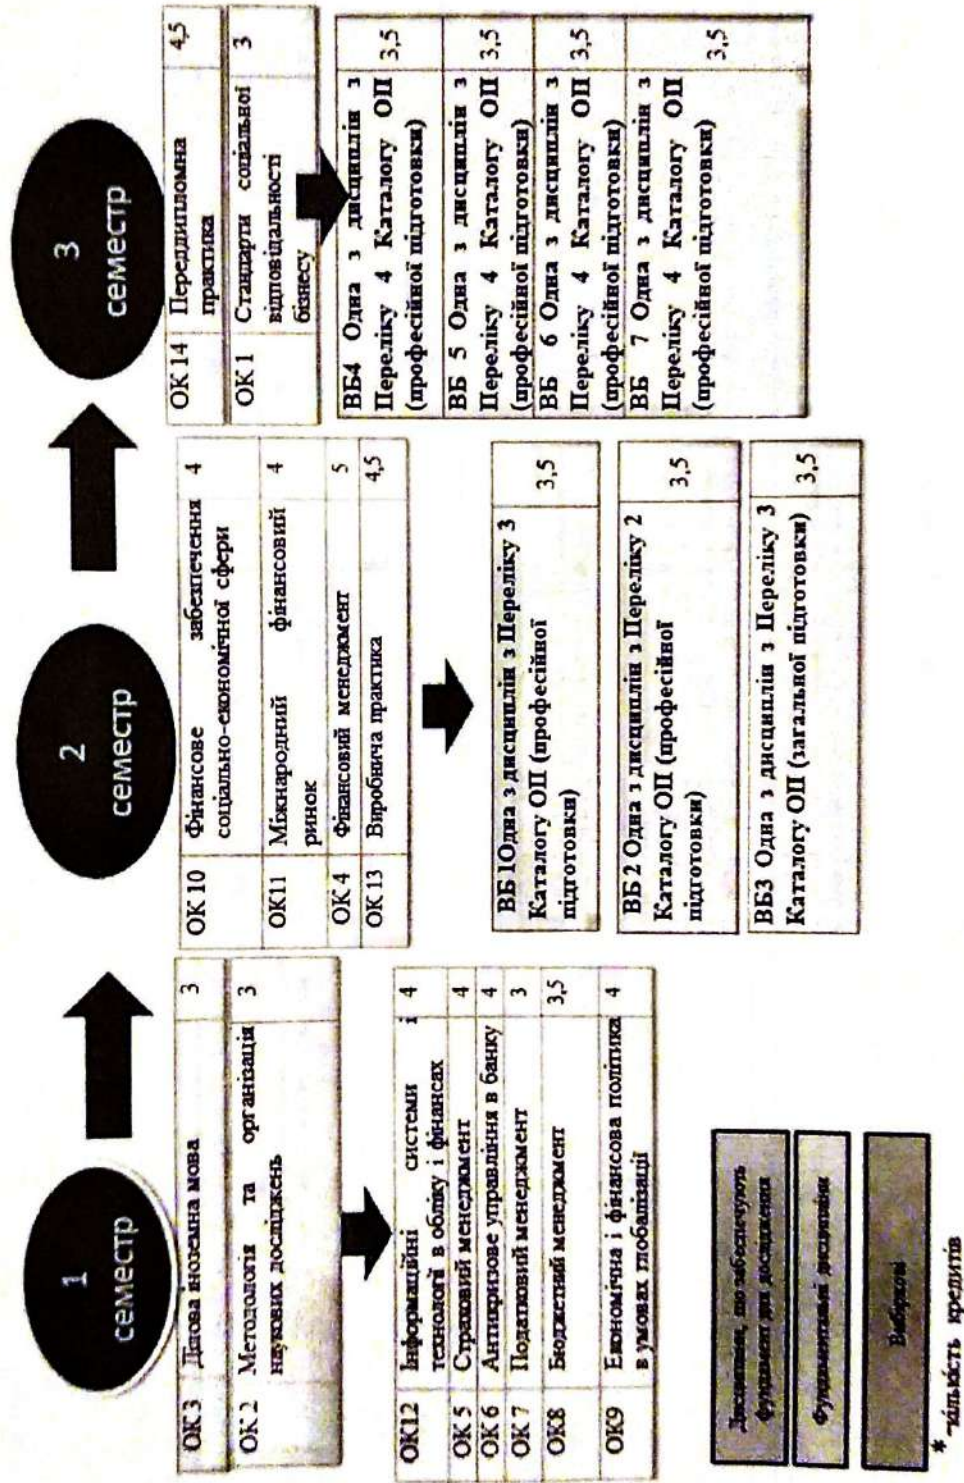 1
семестр
ОК 3 Ділова іноземна мова 3
ОК 2 Методологія та організація 3
наукових досліджень
ОК12 Інформаційні системи і 4
технології в обліку і фінансах
ОК 5 Страховий менеджмент 4
ОК 6 Антикризове управління в банку 4
ОК 7 Податковий менеджмент 3
ОК8 Бюджетний менеджмент 3,5
ОК9 Економічна і фінансова політика 4
в умовах глобалізації
2
семестр
ОК 10 Фінансове забезпечення 4
соціально-економічної сфери
ОК11 Міжнародний фінансовий 4
ринок
ОК 4 Фінансовий менеджмент 5
ОК 13 Виробнича практика 4,5
ВБ 1Одна з дисциплін з Переліку 3 3,5
Каталогу ОП (професійної
підготовки)
ВБ 2 Одна з дисциплін з Переліку 2 3,5
Каталогу ОП (професійної
підготовки)
ВБ3 Одна з дисциплін з Переліку 3 3,5
Каталогу ОП (загальної підготовки)
3
семестр
ОК 14 Переддипломна 4,5
практика
ОК 1 Стандарти соціальної 3
відповідальності
бізнесу
ВБ4 Одна з дисциплін з 3,5
Переліку 4 Каталогу ОП
(професійної підготовки)
ВБ 5 Одна з дисциплін з 3,5
Переліку 4 Каталогу ОП
(професійної підготовки)
ВБ 6 Одна з дисциплін з 3,5
Переліку 4 Каталогу ОП
(професійної підготовки)
ВБ 7 Одна з дисциплін з 3,5
Переліку 4 Каталогу ОП
(професійної підготовки)
Дисципліни, що забезпечують
фундамент для дослідження
Фундаментальні дисципліни
Вибіркові
* кількість кредитів